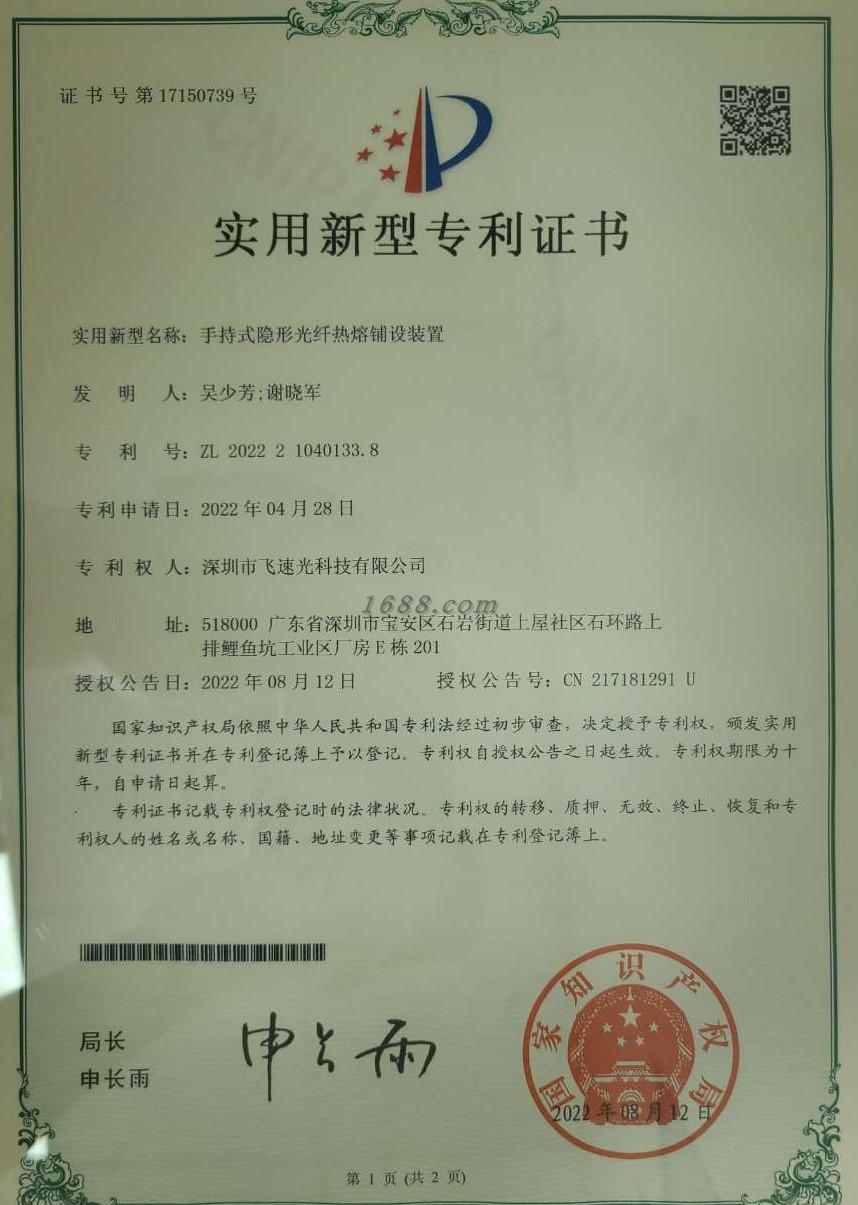 证书号第17150739号
实用新型专利证书
实用新型名称：手持式隐形光纤热熔铺设装置
发 明 人：吴少芳;谢晓军
专 利 号：ZL 2022 2 1040133.8
专利申请日：2022年04月28日
专 利 权 人：深圳市飞速光科技有限公司
1688.com
地 址：518000 广东省深圳市宝安区石岩街道上屋社区石环路上
排鲤鱼坑工业区厂房E栋201
授权公告日：2022年08月12日 授权公告号：CN 217181291 U
国家知识产权局依照中华人民共和国专利法经过初步审查，决定授予专利权，颁发实用
新型专利证书并在专利登记簿上予以登记。专利权自授权公告之日起生效。专利权期限为十
年，自申请日起算。
专利证书记载专利权登记时的法律状况。专利权的转移、质押、无效、终止、恢复和专
利权人的姓名或名称、国籍、地址变更等事项记载在专利登记簿上。
局长
申长雨
申长雨
国家知识产权局
2022年08月12日
第 1 页 (共 2 页)
CNIPA
CNIPA